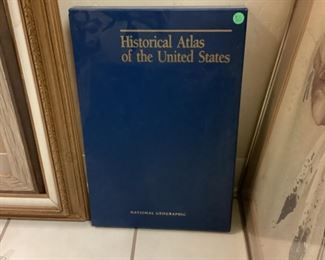 Historical Atlas
of the United States
NATIONAL GEOGRAPHIC